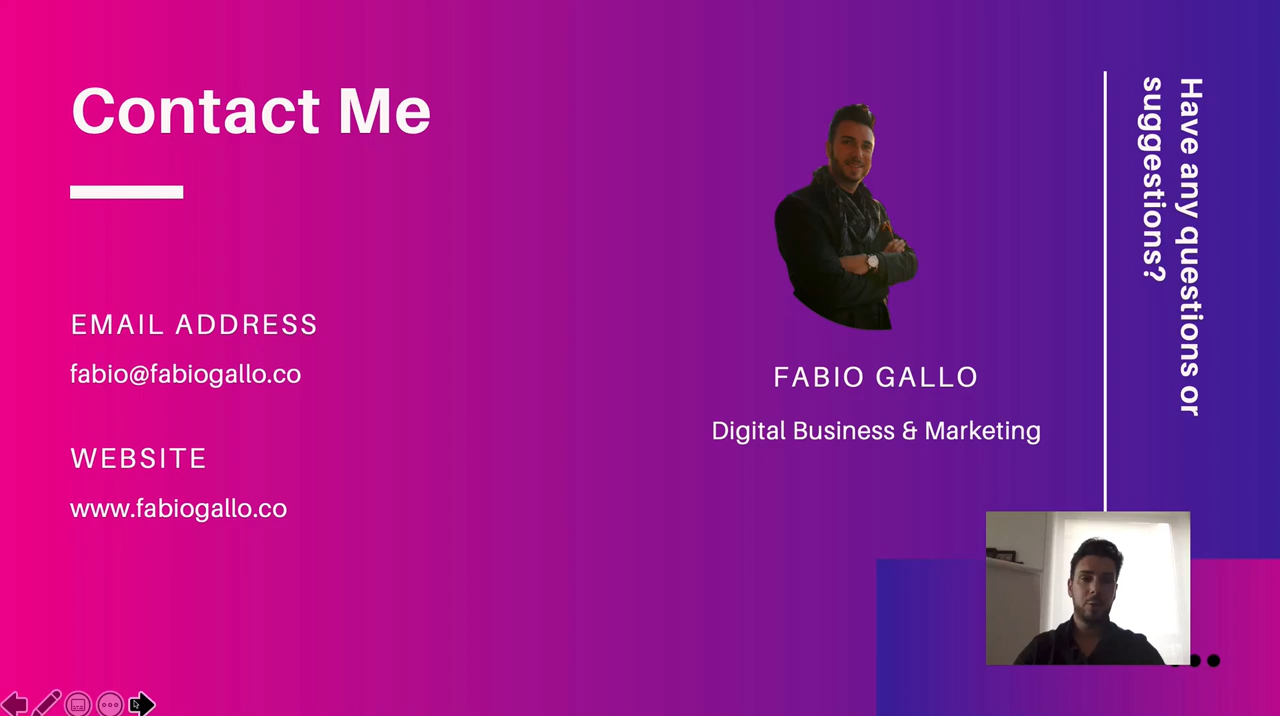 Contact Me
EMAIL ADDRESS
fabio@fabiogallo.co
WEBSITE
www.fabiogallo.co
FABIO GALLO
Digital Business & Marketing
Have any questions or
suggestions?